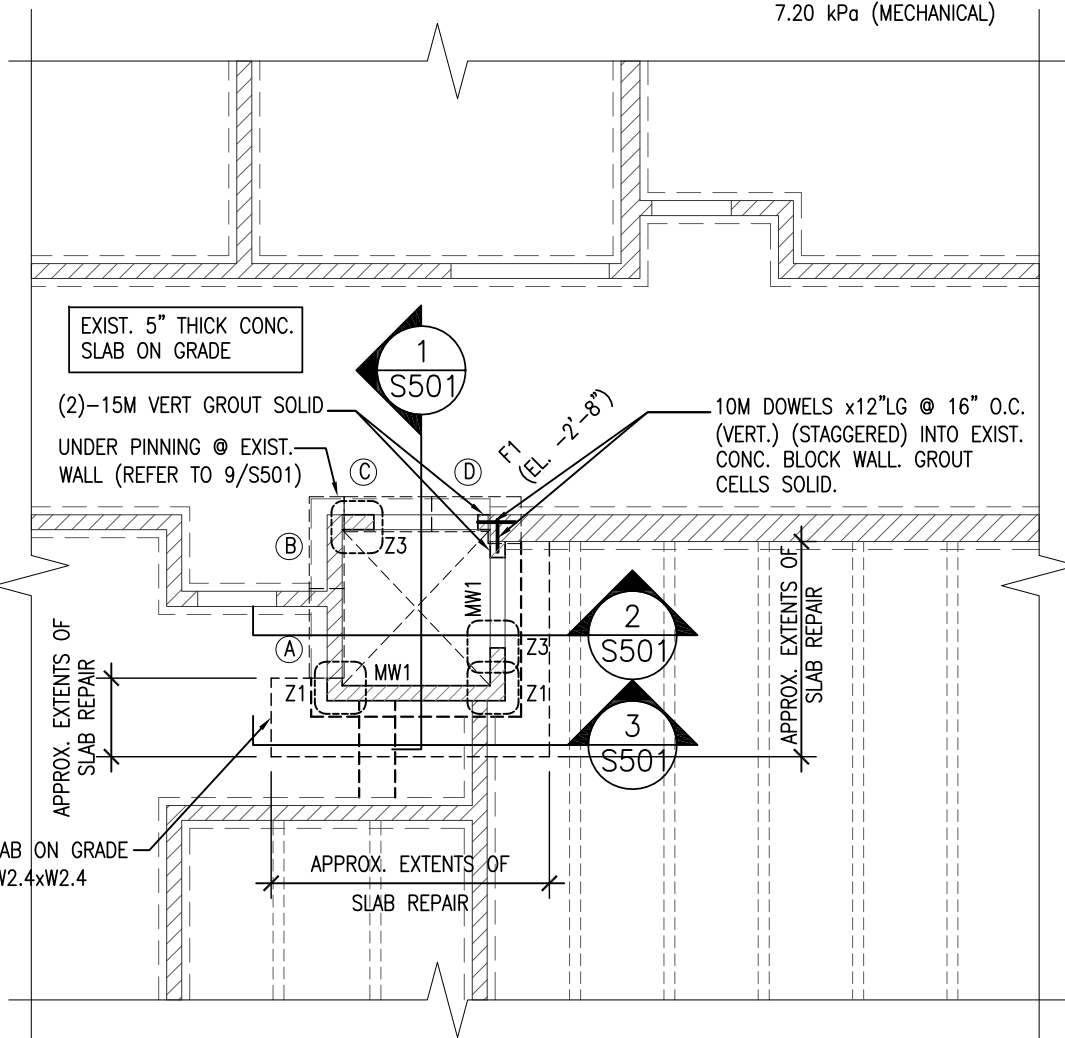 7.20 kPa (MECHANICAL)
EXIST. 5" THICK CONC.
SLAB ON GRADE
1
S501
(2)-15M VERT GROUT SOLID
UNDER PINNING @ EXIST.
WALL (REFER TO 9/S501)
F1
(EL. -2'-8")
10M DOWELS x12"LG @ 16" O.C.
(VERT.) (STAGGERED) INTO EXIST.
CONC. BLOCK WALL. GROUT
CELLS SOLID.
C
D
B
Z3
MW1
A
Z3
MW1
Z1
Z1
2
S501
3
S501
APPROX. EXTENTS OF
SLAB REPAIR
APPROX. EXTENTS OF
SLAB REPAIR
AB ON GRADE
W2.4xW2.4
APPROX. EXTENTS OF
SLAB REPAIR